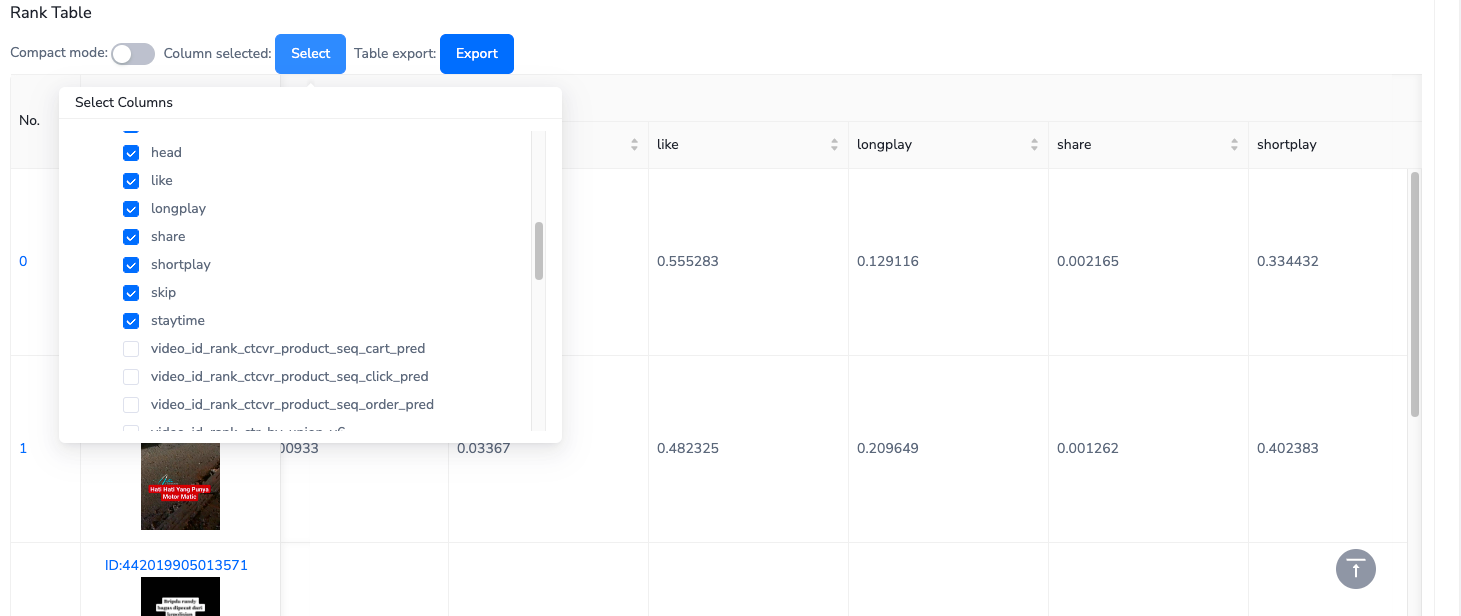 Rank Table
Compact mode: Column selected: Select Table export: Export
Select Columns
No.
head
like
longplay
share
shortplay
skip
staytime
video_id_rank_ctcvr_product_seq_cart_pred
video_id_rank_ctcvr_product_seq_click_pred
video_id_rank_ctcvr_product_seq_order_pred
like longplay share shortplay
0 0.555283 0.129116 0.002165 0.334432
1 00933 0.03367 0.482325 0.209649 0.001262 0.402383
Hati Hati Yang Punya
Motor Matic
ID:442019905013571